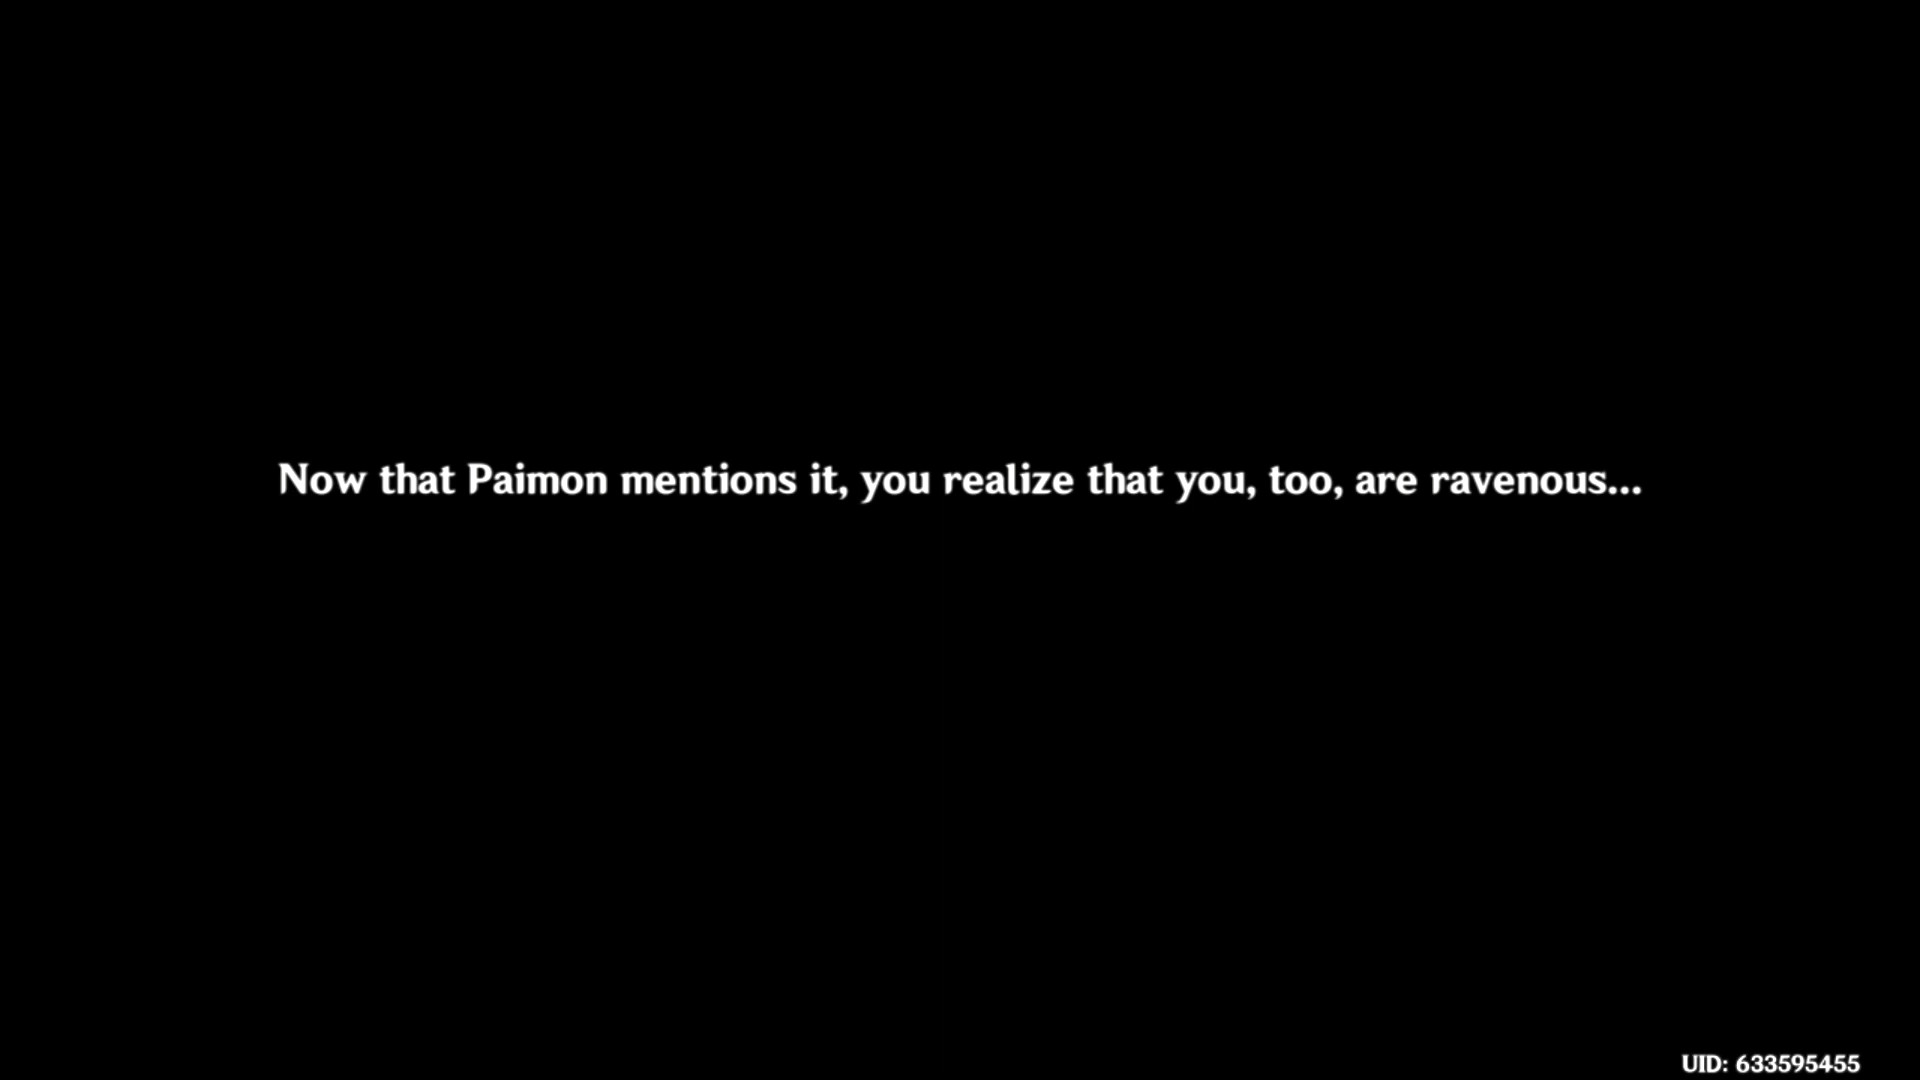 Now that Paimon mentions it, you realize that you, too, are ravenous...
UID: 633595455